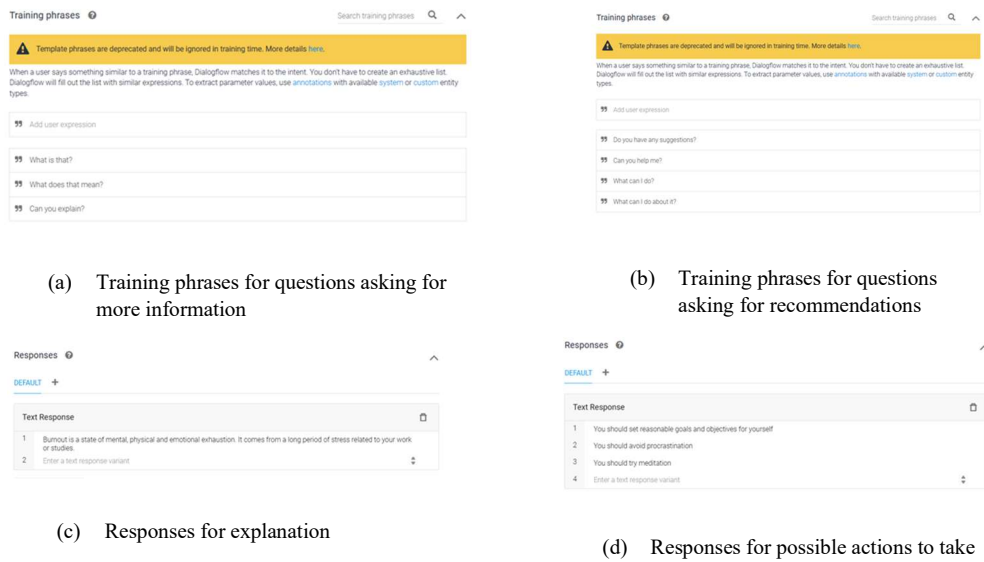 Training phrases
Search training phrases
Template phrases are deprecated and will be ignored in training time. More details here.
When a user says something similar to a training phrase, Dialogflow matches it to the intent. You don't have to create an exhaustive list.
Dialogflow will fill out the list with similar expressions. To extract parameter values, use annotations with available system or custom entity
types.
Add user expression
What is that?
What does that mean?
Can you explain?
(a) Training phrases for questions asking for
more information
Training phrases
Search training phrases
Template phrases are deprecated and will be ignored in training time. More details here.
When a user says something similar to a training phrase, Dialogflow matches it to the intent. You don't have to create an exhaustive list.
Dialogflow will fill out the list with similar expressions. To extract parameter values, use annotations with available system or custom entity
types.
Add user expression
Do you have any suggestions?
Can you help me?
What can I do?
What can I do about it?
(b) Training phrases for questions
asking for recommendations
Responses
DEFAULT +
Text Response
1 Burnout is a state of mental, physical and emotional exhaustion. It comes from a long period of stress related to your work
or studies.
2 Enter a text response variant
(c) Responses for explanation
Responses
DEFAULT +
Text Response
1 You should set reasonable goals and objectives for yourself
2 You should avoid procrastination
3 You should try meditation
4 Enter a text response variant
(d) Responses for possible actions to take